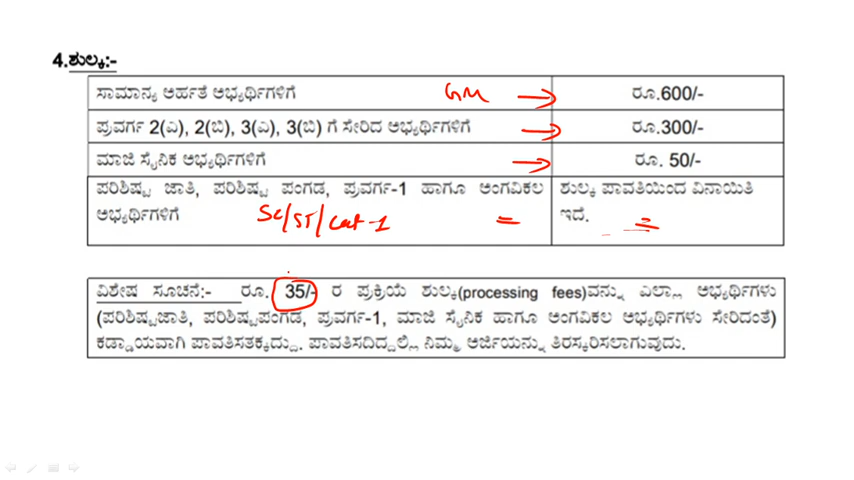 4.ಶುಲ್ಕ:-
ಸಾಮಾನ್ಯ ಅರ್ಹತೆ ಅಭ್ಯರ್ಥಿಗಳಿಗೆ GM ರೂ.600/-
ಪ್ರವರ್ಗ 2(ಎ), 2(ಬಿ), 3(ಎ), 3(ಬಿ) ಗೆ ಸೇರಿದ ಅಭ್ಯರ್ಥಿಗಳಿಗೆ ರೂ.300/-
ಮಾಜಿ ಸೈನಿಕ ಅಭ್ಯರ್ಥಿಗಳಿಗೆ ರೂ. 50/-
ಪರಿಶಿಷ್ಟ ಜಾತಿ, ಪರಿಶಿಷ್ಟ ಪಂಗಡ, ಪ್ರವರ್ಗ-1 ಹಾಗೂ ಅಂಗವಿಕಲ ಶುಲ್ಕ ಪಾವತಿಯಿಂದ ವಿನಾಯಿತಿ
ಅಭ್ಯರ್ಥಿಗಳಿಗೆ SC/ST/Cat-1 ಇದೆ.
ವಿಶೇಷ ಸೂಚನೆ:- ರೂ. 35/- ರ ಪ್ರಕ್ರಿಯೆ ಶುಲ್ಕ(processing fees)ವನ್ನು ಎಲ್ಲಾ ಅಭ್ಯರ್ಥಿಗಳು
(ಪರಿಶಿಷ್ಟಜಾತಿ, ಪರಿಶಿಷ್ಟಪಂಗಡ, ಪ್ರವರ್ಗ-1, ಮಾಜಿ ಸೈನಿಕ ಹಾಗೂ ಅಂಗವಿಕಲ ಅಭ್ಯರ್ಥಿಗಳು ಸೇರಿದಂತೆ)
ಕಡ್ಡಾಯವಾಗಿ ಪಾವತಿಸತಕ್ಕದ್ದು. ಪಾವತಿಸದಿದ್ದಲ್ಲಿ ನಿಮ್ಮ ಅರ್ಜಿಯನ್ನು ತಿರಸ್ಕರಿಸಲಾಗುವುದು.